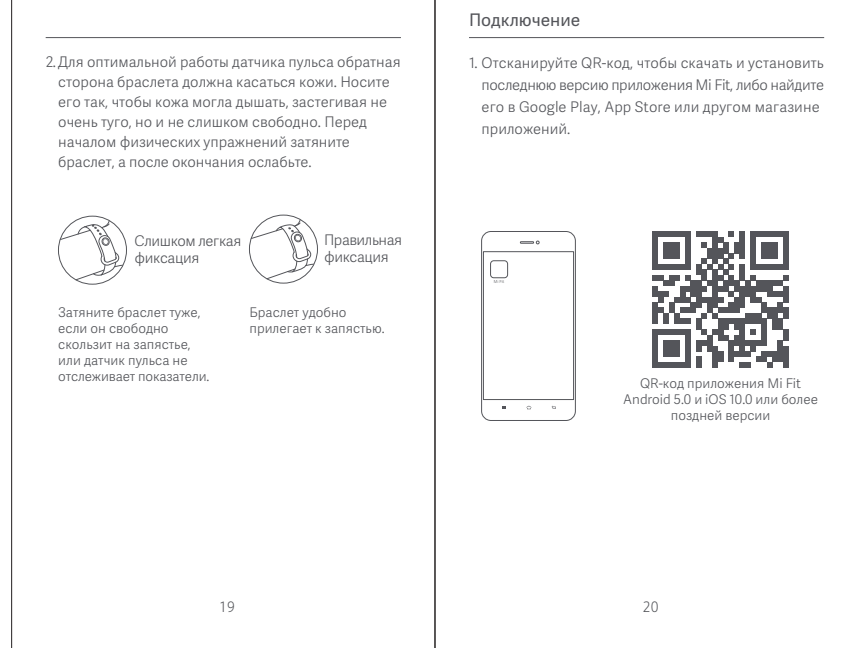 2. Для оптимальной работы датчика пульса обратная
сторона браслета должна касаться кожи. Носите
его так, чтобы кожа могла дышать, застегивая не
очень туго, но и не слишком свободно. Перед
началом физических упражнений затяните
браслет, а после окончания ослабьте.
Слишком легкая
фиксация
Правильная
фиксация
Затяните браслет туже,
если он свободно
скользит на запястье,
или датчик пульса не
отслеживает показатели.
Браслет удобно
прилегает к запястью.
19
Подключение
1. Отсканируйте QR-код, чтобы скачать и установить
последнюю версию приложения Mi Fit, либо найдите
его в Google Play, App Store или другом магазине
приложений.
Mi Fit
QR-код приложения Mi Fit
Android 5.0 и iOS 10.0 или более
поздней версии
20